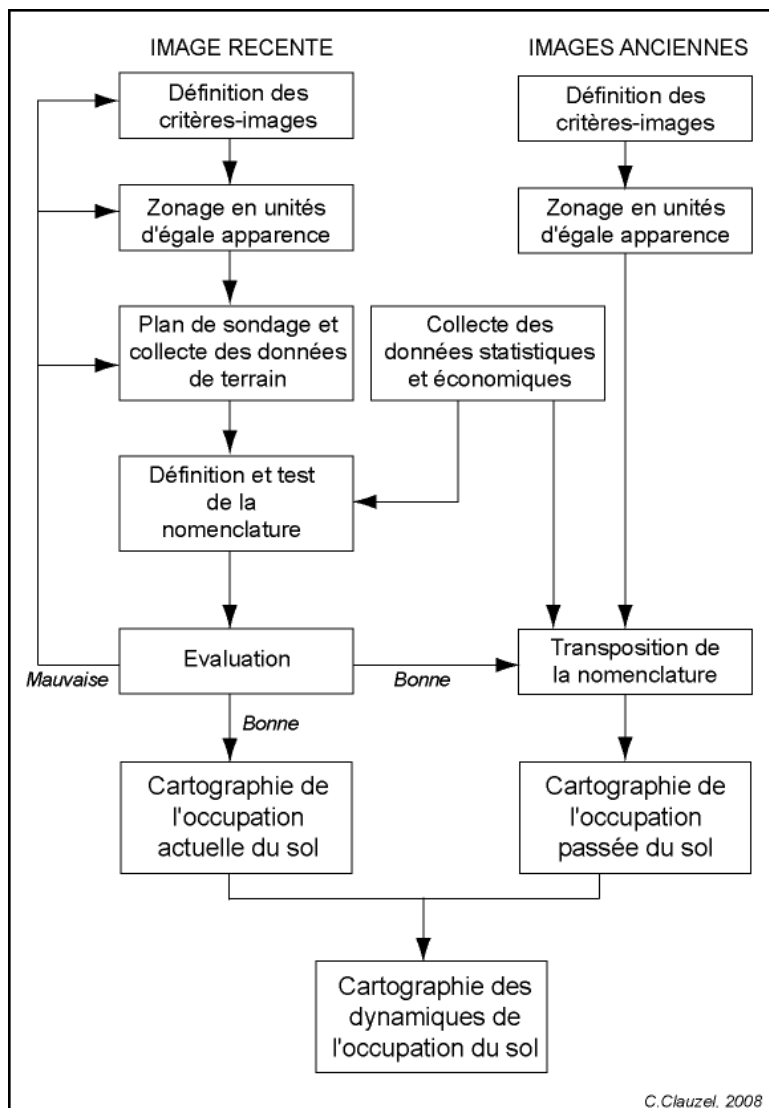 IMAGE RECENTE
IMAGES ANCIENNES
Définition des
critères-images
Définition des
critères-images
Zonage en unités
d'égale apparence
Zonage en unités
d'égale apparence
Plan de sondage et
collecte des données
de terrain
Collecte des
données statistiques
et économiques
Définition et test
de la
nomenclature
Evaluation
Transposition de
la nomenclature
Mauvaise
Bonne
Bonne
Cartographie de
l'occupation
actuelle du sol
Cartographie de
l'occupation
passée du sol
Cartographie des
dynamiques de
l'occupation du sol
C.Clauzel, 2008